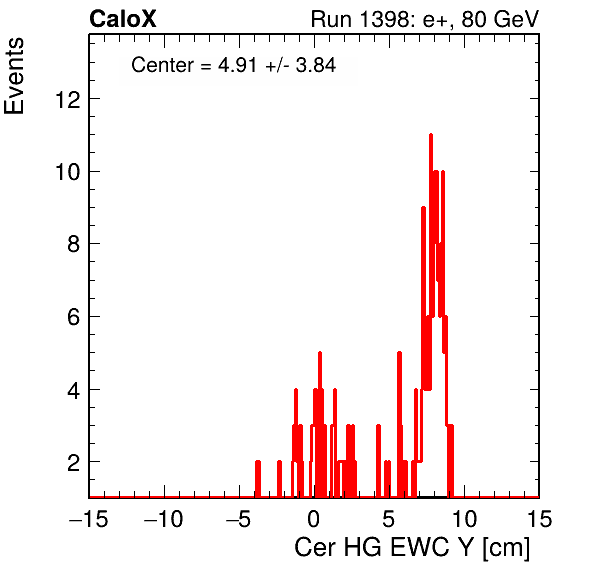 CaloX Run 1398: e+, 80 GeV
Events
Center = 4.91 +/- 3.84
12
10
8
6
4
2
−15 −10 −5 0 5 10 15
Cer HG EWC Y [cm]